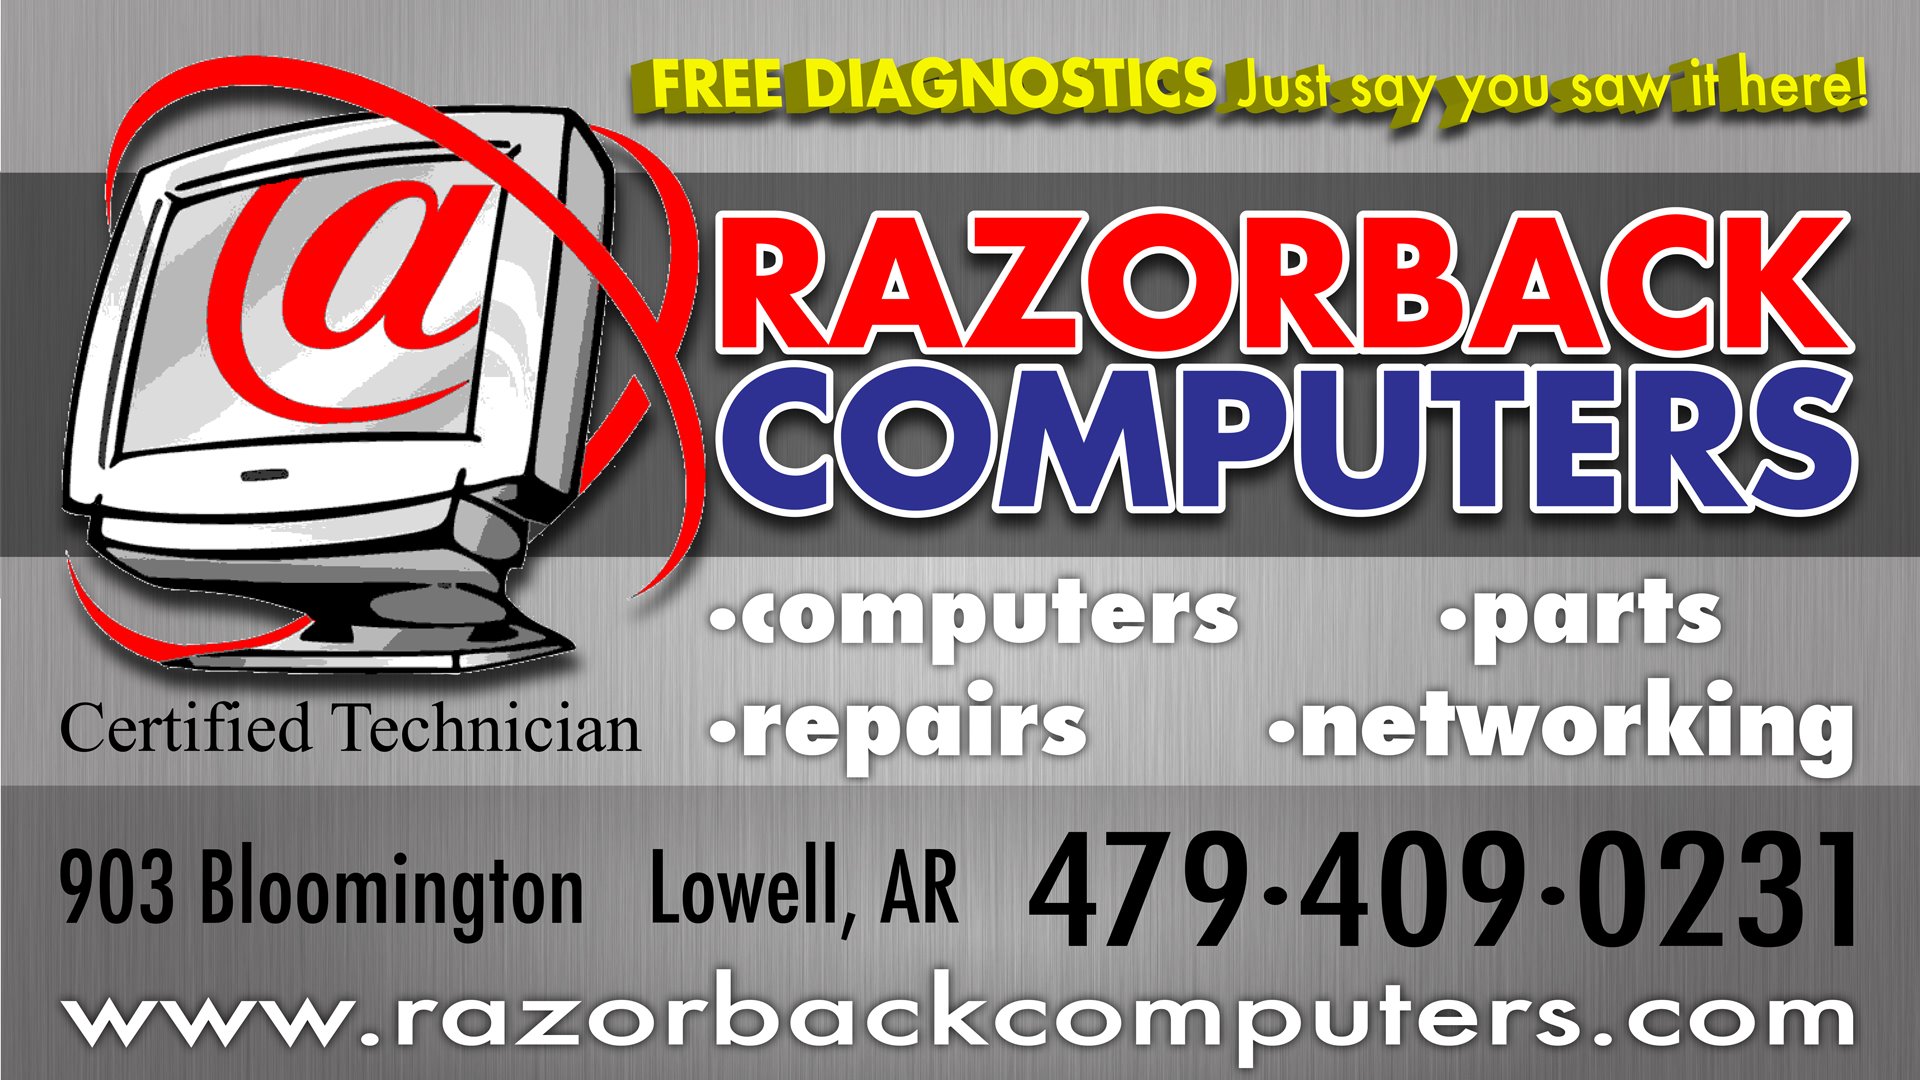 FREE DIAGNOSTICS Just say you saw it here!
@
RAZORBACK
COMPUTERS
•computers •parts
•repairs •networking
Certified Technician
903 Bloomington Lowell, AR 479•409•0231
www.razorbackcomputers.com